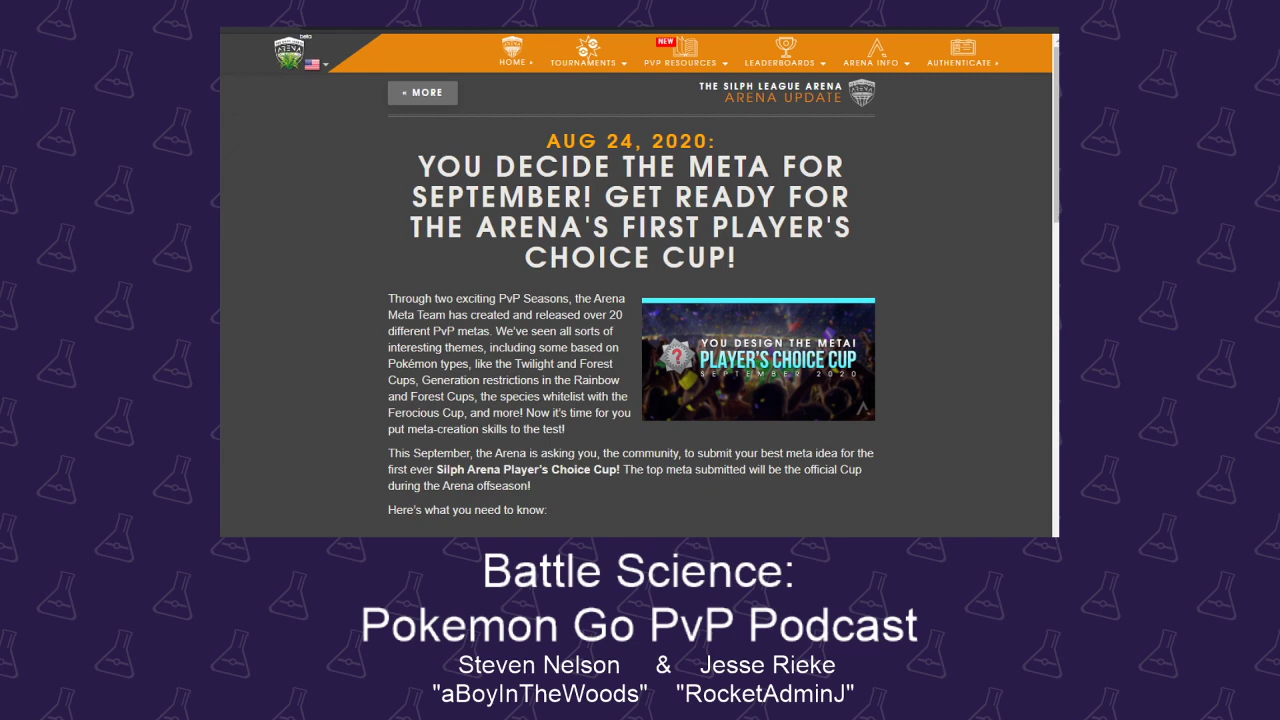 beta
ARENA
HOME
TOURNAMENTS
NEW
PVP RESOURCES
LEADERBOARDS
ARENA INFO
AUTHENTICATE
« MORE
THE SILPH LEAGUE ARENA
ARENA UPDATE
AUG 24, 2020:
YOU DECIDE THE META FOR
SEPTEMBER! GET READY FOR
THE ARENA'S FIRST PLAYER'S
CHOICE CUP!
Through two exciting PvP Seasons, the Arena
Meta Team has created and released over 20
different PvP metas. We've seen all sorts of
interesting themes, including some based on
Pokémon types, like the Twilight and Forest
Cups, Generation restrictions in the Rainbow
and Forest Cups, the species whitelist with the
Ferocious Cup, and more! Now it's time for you
put meta-creation skills to the test!
YOU DESIGN THE META!
?
PLAYER'S CHOICE CUP
SEPTEMBER 2020
This September, the Arena is asking you, the community, to submit your best meta idea for the
first ever Silph Arena Player's Choice Cup! The top meta submitted will be the official Cup
during the Arena offseason!
Here's what you need to know:
Battle Science:
Pokemon Go PvP Podcast
Steven Nelson & Jesse Rieke
"aBoyInTheWoods" "RocketAdminJ"